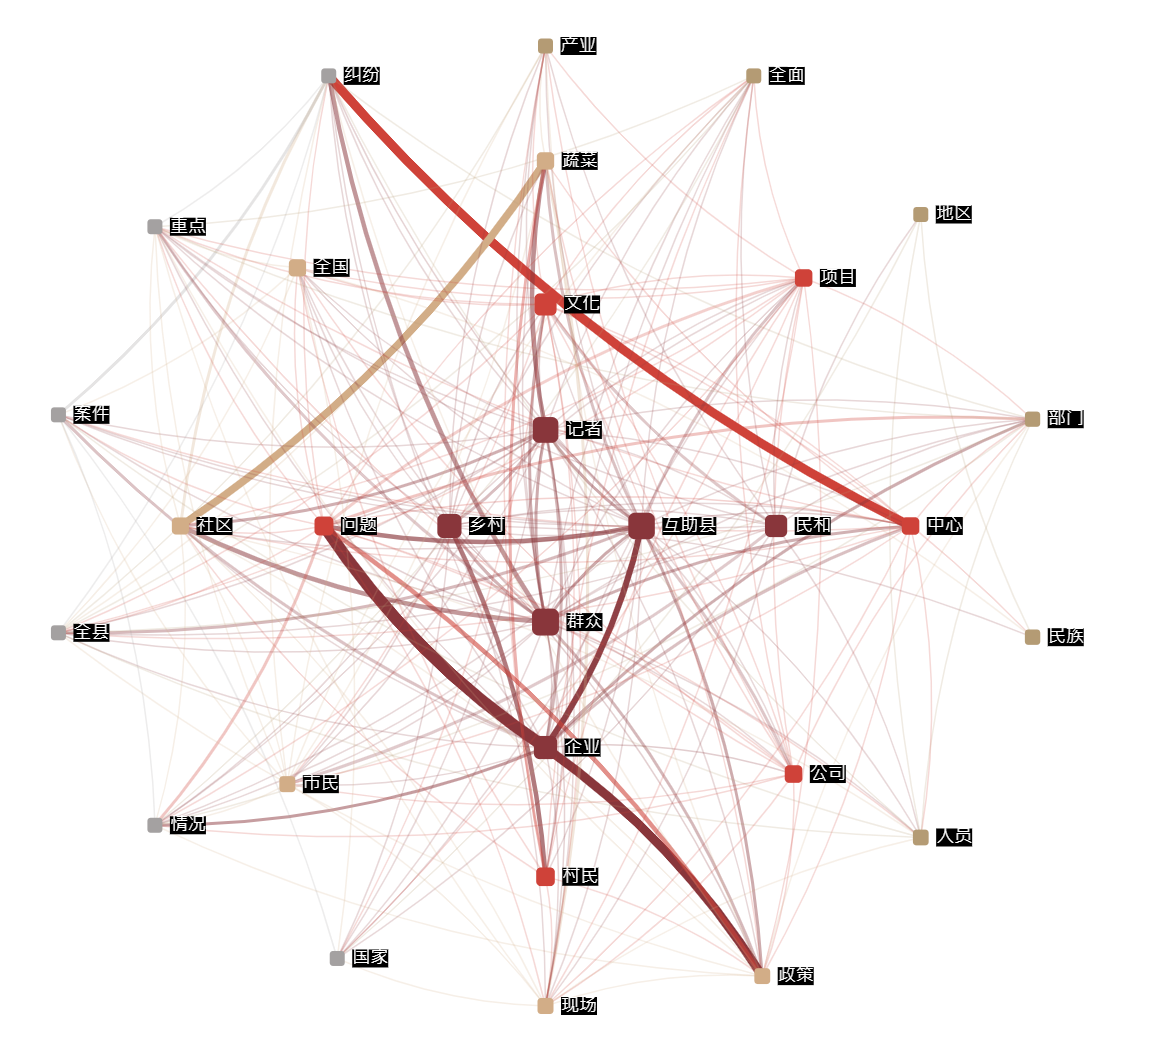 产业
纠纷
全面
蔬菜
地区
重点
全国
项目
文化
案件
部门
记者
社区
问题
乡村
互助县
民和
中心
群众
全县
民族
企业
公司
市民
情况
人员
村民
国家
政策
现场